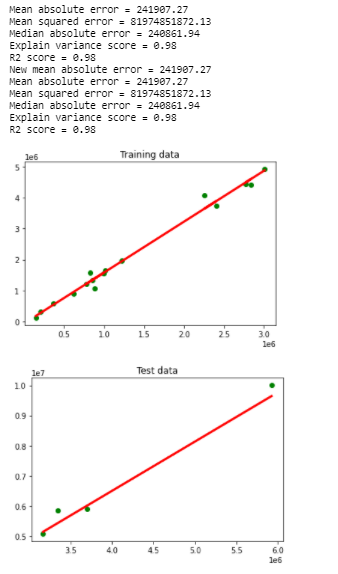 Mean absolute error = 241907.27
Mean squared error = 81974851872.13
Median absolute error = 240861.94
Explain variance score = 0.98
R2 score = 0.98
New mean absolute error = 241907.27
Mean absolute error = 241907.27
Mean squared error = 81974851872.13
Median absolute error = 240861.94
Explain variance score = 0.98
R2 score = 0.98
1e6 Training data
5
4
3
2
1
0
0.5 1.0 1.5 2.0 2.5 3.0
1e6
1e7 Test data
1.0
0.9
0.8
0.7
0.6
0.5
3.5 4.0 4.5 5.0 5.5 6.0
1e6